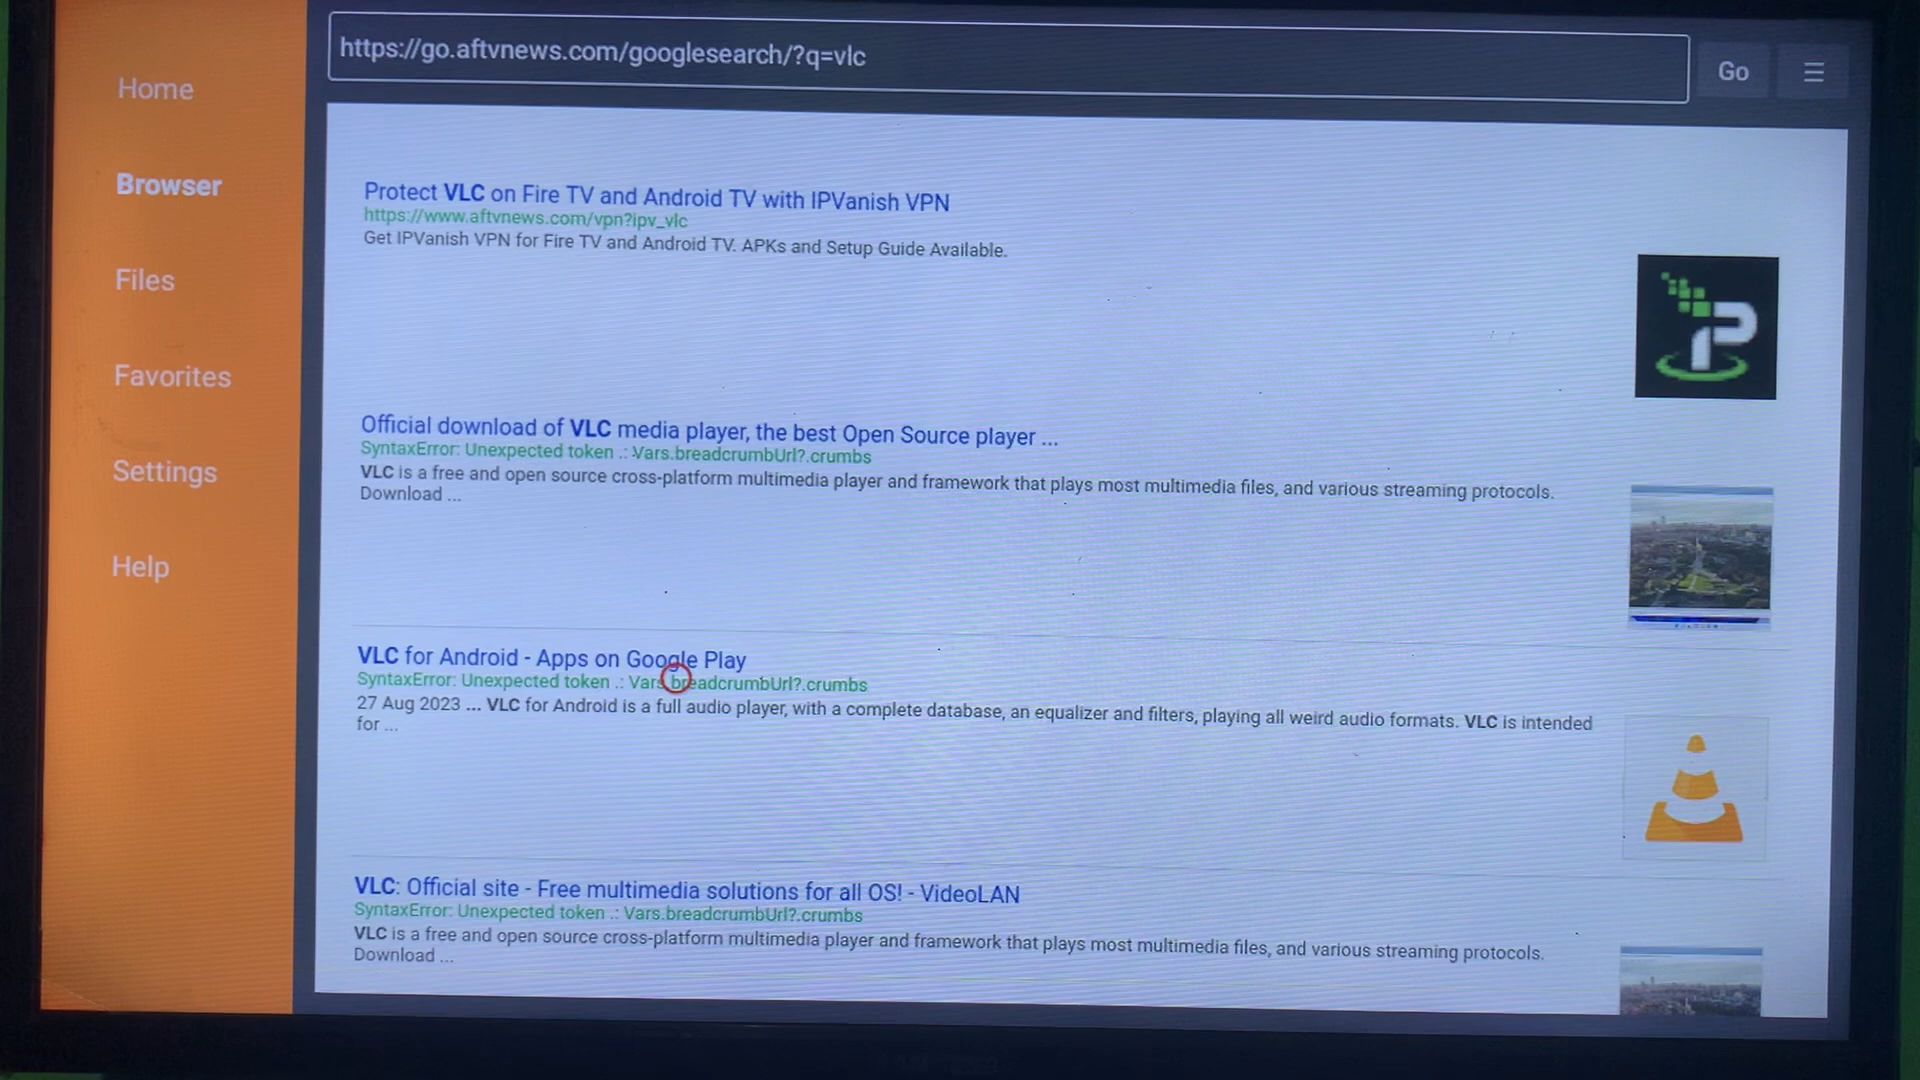 https://go.aftvnews.com/googlesearch/?q=vlc
Go
Home
Browser
Files
Favorites
Settings
Help
Protect VLC on Fire TV and Android TV with IPVanish VPN
https://www.aftvnews.com/vpn?ipv_vlc
Get IPVanish VPN for Fire TV and Android TV. APKs and Setup Guide Available.
Official download of VLC media player, the best Open Source player ...
SyntaxError: Unexpected token .: Vars.breadcrumbUrl?.crumbs
VLC is a free and open source cross-platform multimedia player and framework that plays most multimedia files, and various streaming protocols.
Download ...
VLC for Android - Apps on Google Play
SyntaxError: Unexpected token .: Vars.breadcrumbUrl?.crumbs
27 Aug 2023 ... VLC for Android is a full audio player, with a complete database, an equalizer and filters, playing all weird audio formats. VLC is intended
for ...
VLC: Official site - Free multimedia solutions for all OS! - VideoLAN
SyntaxError: Unexpected token .: Vars.breadcrumbUrl?.crumbs
VLC is a free and open source cross-platform multimedia player and framework that plays most multimedia files, and various streaming protocols.
Download ...